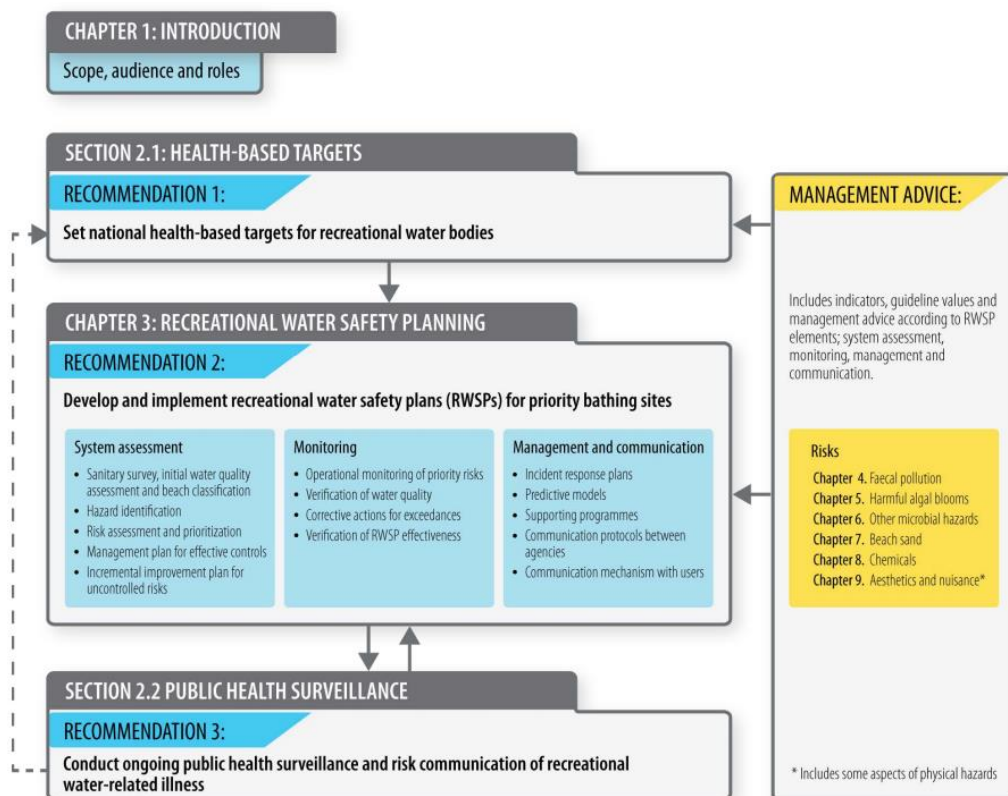 CHAPTER 1: INTRODUCTION
Scope, audience and roles
SECTION 2.1: HEALTH-BASED TARGETS
RECOMMENDATION 1:
Set national health-based targets for recreational water bodies
CHAPTER 3: RECREATIONAL WATER SAFETY PLANNING
RECOMMENDATION 2:
Develop and implement recreational water safety plans (RWSPs) for priority bathing sites
System assessment
• Sanitary survey, initial water quality
assessment and beach classification
• Hazard identification
• Risk assessment and prioritization
• Management plan for effective controls
• Incremental improvement plan for
uncontrolled risks
Monitoring
• Operational monitoring of priority risks
• Verification of water quality
• Corrective actions for exceedances
• Verification of RWSP effectiveness
Management and communication
• Incident response plans
• Predictive models
• Supporting programmes
• Communication protocols between
agencies
• Communication mechanism with users
SECTION 2.2 PUBLIC HEALTH SURVEILLANCE
RECOMMENDATION 3:
Conduct ongoing public health surveillance and risk communication of recreational
water-related illness
MANAGEMENT ADVICE:
Includes indicators, guideline values and
management advice according to RWSP
elements; system assessment,
monitoring, management and
communication.
Risks
Chapter 4. Faecal pollution
Chapter 5. Harmful algal blooms
Chapter 6. Other microbial hazards
Chapter 7. Beach sand
Chapter 8. Chemicals
Chapter 9. Aesthetics and nuisance*
* Includes some aspects of physical hazards